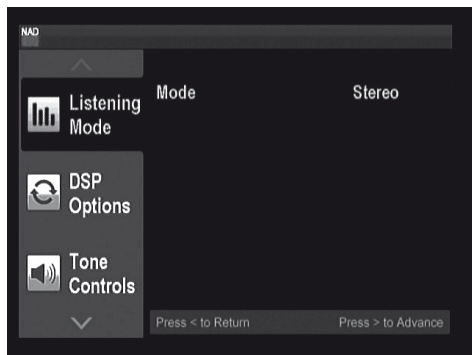 NAD
Listening
Mode
Mode Stereo
DSP
Options
Tone
Controls
Press < to Return Press > to Advance